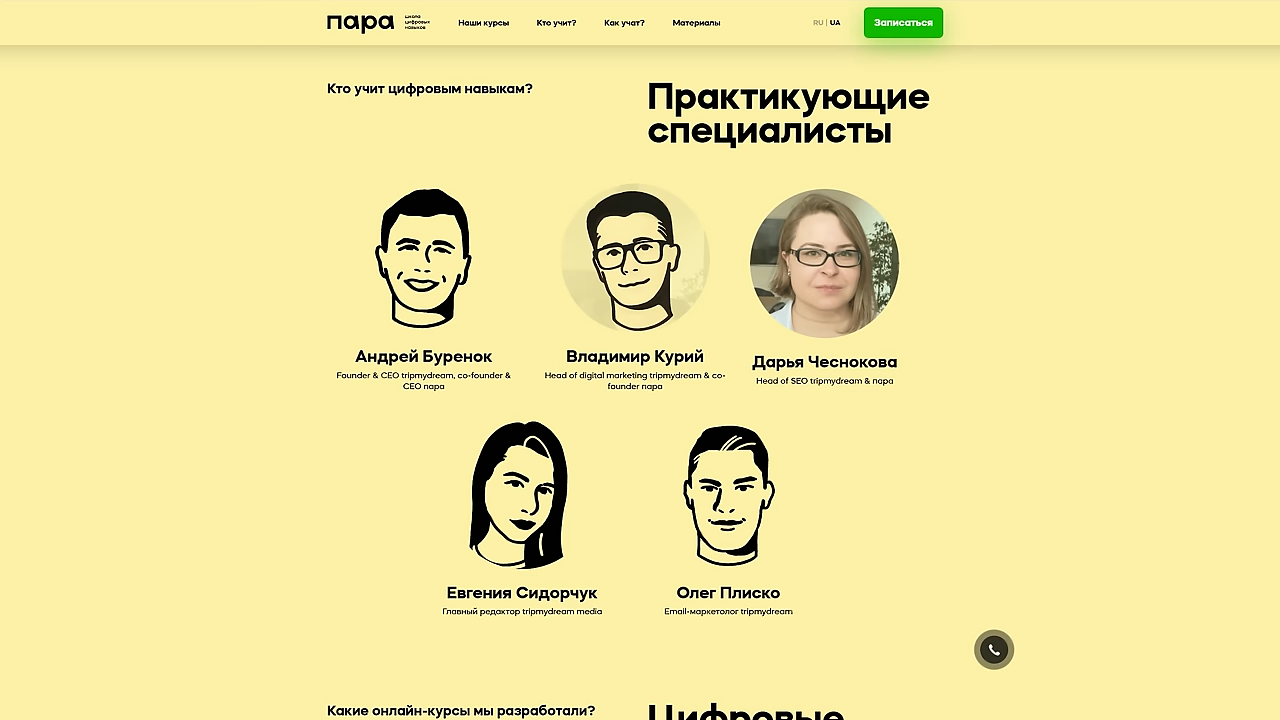 пара
школа
цифровых
навыков
Наши курсы
Кто учит?
Как учат?
Материалы
RU | UA
Записаться
Кто учит цифровым навыкам?
Практикующие
специалисты
Андрей Буренок
Founder & CEO tripmydream, co-founder &
CEO пара
Владимир Курий
Head of digital marketing tripmydream & co-
founder пара
Дарья Чеснокова
Head of SEO tripmydream & пара
Евгения Сидорчук
Главный редактор tripmydream media
Олег Плиско
Email-маркетолог tripmydream
Какие онлайн-курсы мы разработали?
Цифровые